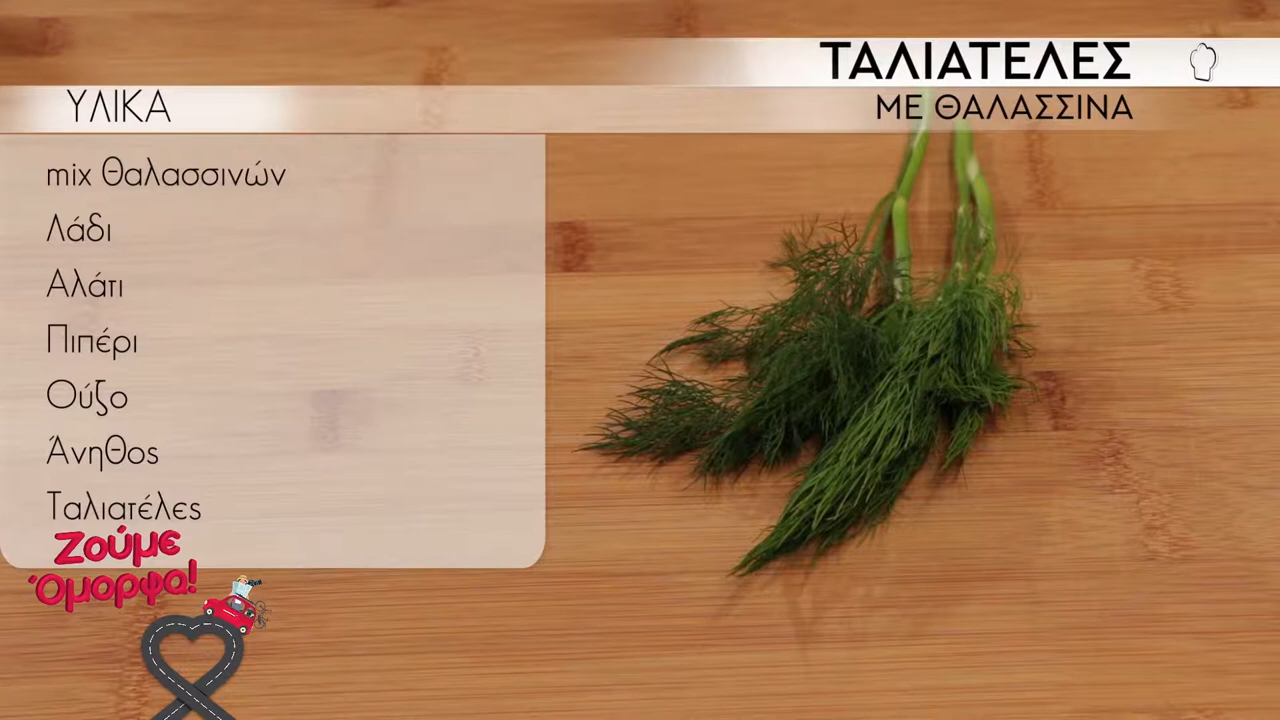 ΤΑΛΙΑΤΕΛΕΣ
ΜΕ ΘΑΛΑΣΣΙΝΑ
ΥΛΙΚΑ
mix Θαλασσινών
Λάδι
Αλάτι
Πιπέρι
Ούζο
Άνηθος
Ταλιατέλες
Ζούμε
Όμορφα!